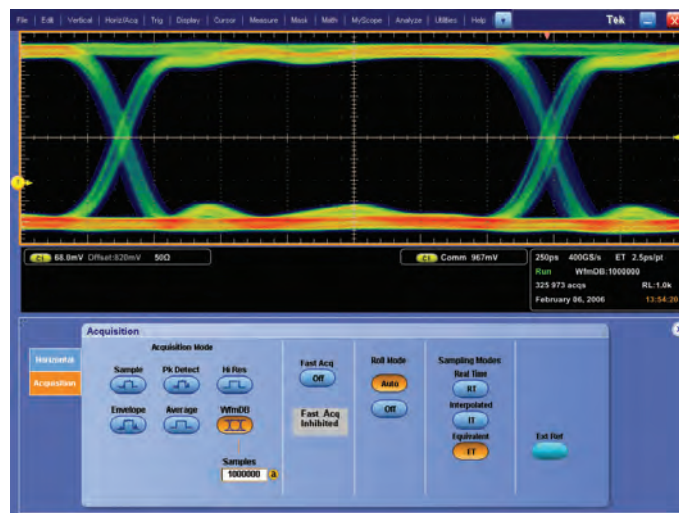 File | Edit | Vertical | Horiz/Acq | Trig | Display | Cursor | Measure | Mask | Math | MyScope | Analyze | Utilities | Help Tek X
C1 68.0mV Offset:820mV 50Ω
C1 Comm 967mV
250ps 400GS/s ET 2.5ps/pt
Run WfmDB:1000000
325 973 acqs RL:1.0k
February 06, 2006 13:54:20
Acquisition
Horizontal
Acquisition
Acquisition Mode
Sample Pk Detect Hi Res
Envelope Average WfmDB
Samples
1000000 a
Fast Acq
Off
Fast Acq
Inhibited
Roll Mode
Auto
Off
Sampling Modes
Real Time
RT
Interpolated
IT
Equivalent
ET
Ext Ref